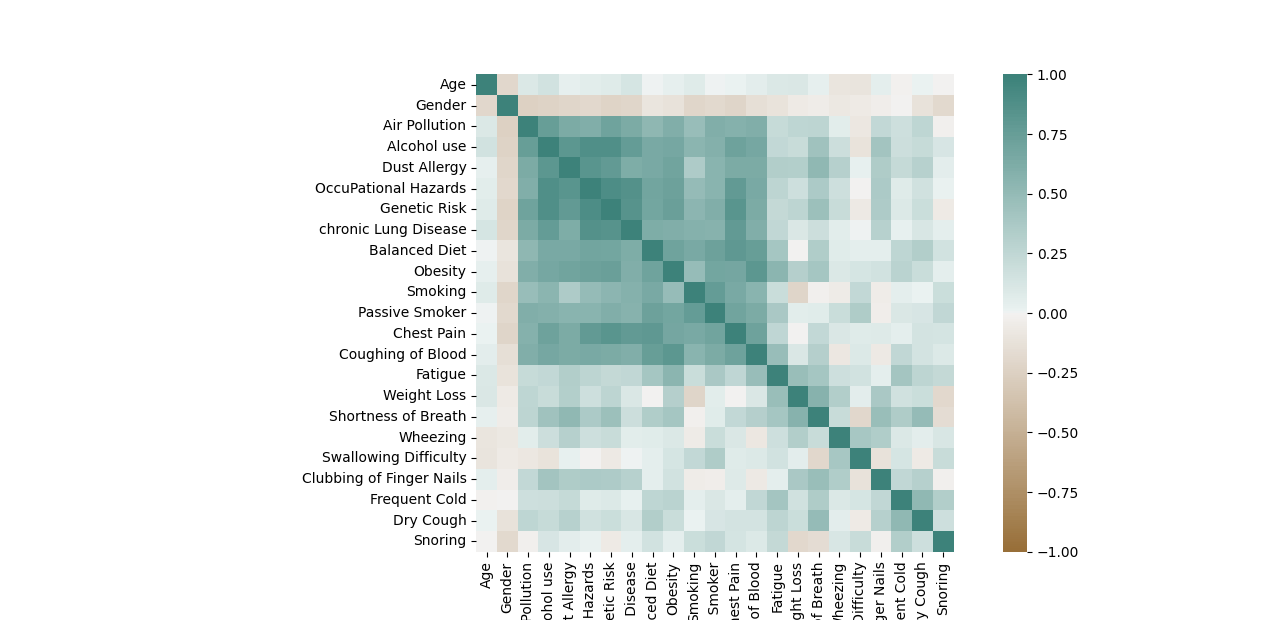 Age
Gender
Air Pollution
Alcohol use
Dust Allergy
OccuPational Hazards
Genetic Risk
chronic Lung Disease
Balanced Diet
Obesity
Smoking
Passive Smoker
Chest Pain
Coughing of Blood
Fatigue
Weight Loss
Shortness of Breath
Wheezing
Swallowing Difficulty
Clubbing of Finger Nails
Frequent Cold
Dry Cough
Snoring
1.00
0.75
0.50
0.25
0.00
−0.25
−0.50
−0.75
−1.00
Age
Gender
Pollution
ohol use
t Allergy
Hazards
etic Risk
Disease
ced Diet
Obesity
Smoking
Smoker
est Pain
of Blood
Fatigue
ght Loss
of Breath
Wheezing
Difficulty
ger Nails
ent Cold
y Cough
Snoring